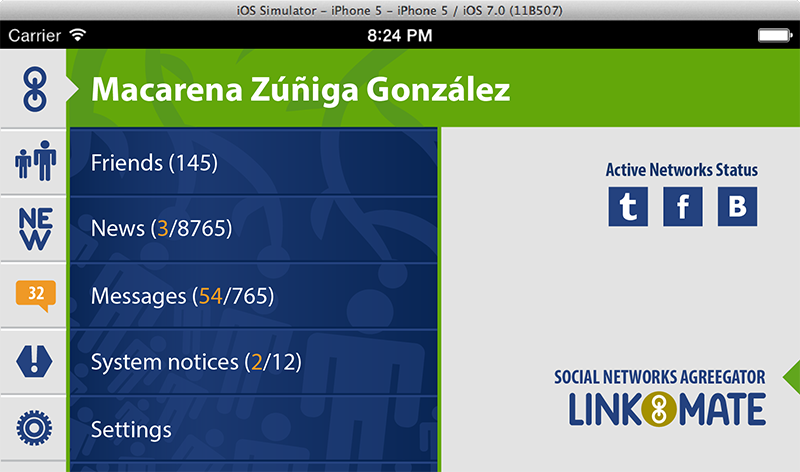 iOS Simulator – iPhone 5 – iPhone 5 / iOS 7.0 (11B507)
Carrier 8:24 PM
Macarena Zúñiga González
Friends (145)
NEW
News (3/8765)
32
Messages (54/765)
System notices (2/12)
Settings
Active Networks Status
t f B
SOCIAL NETWORKS AGREEGATOR
LINK MATE